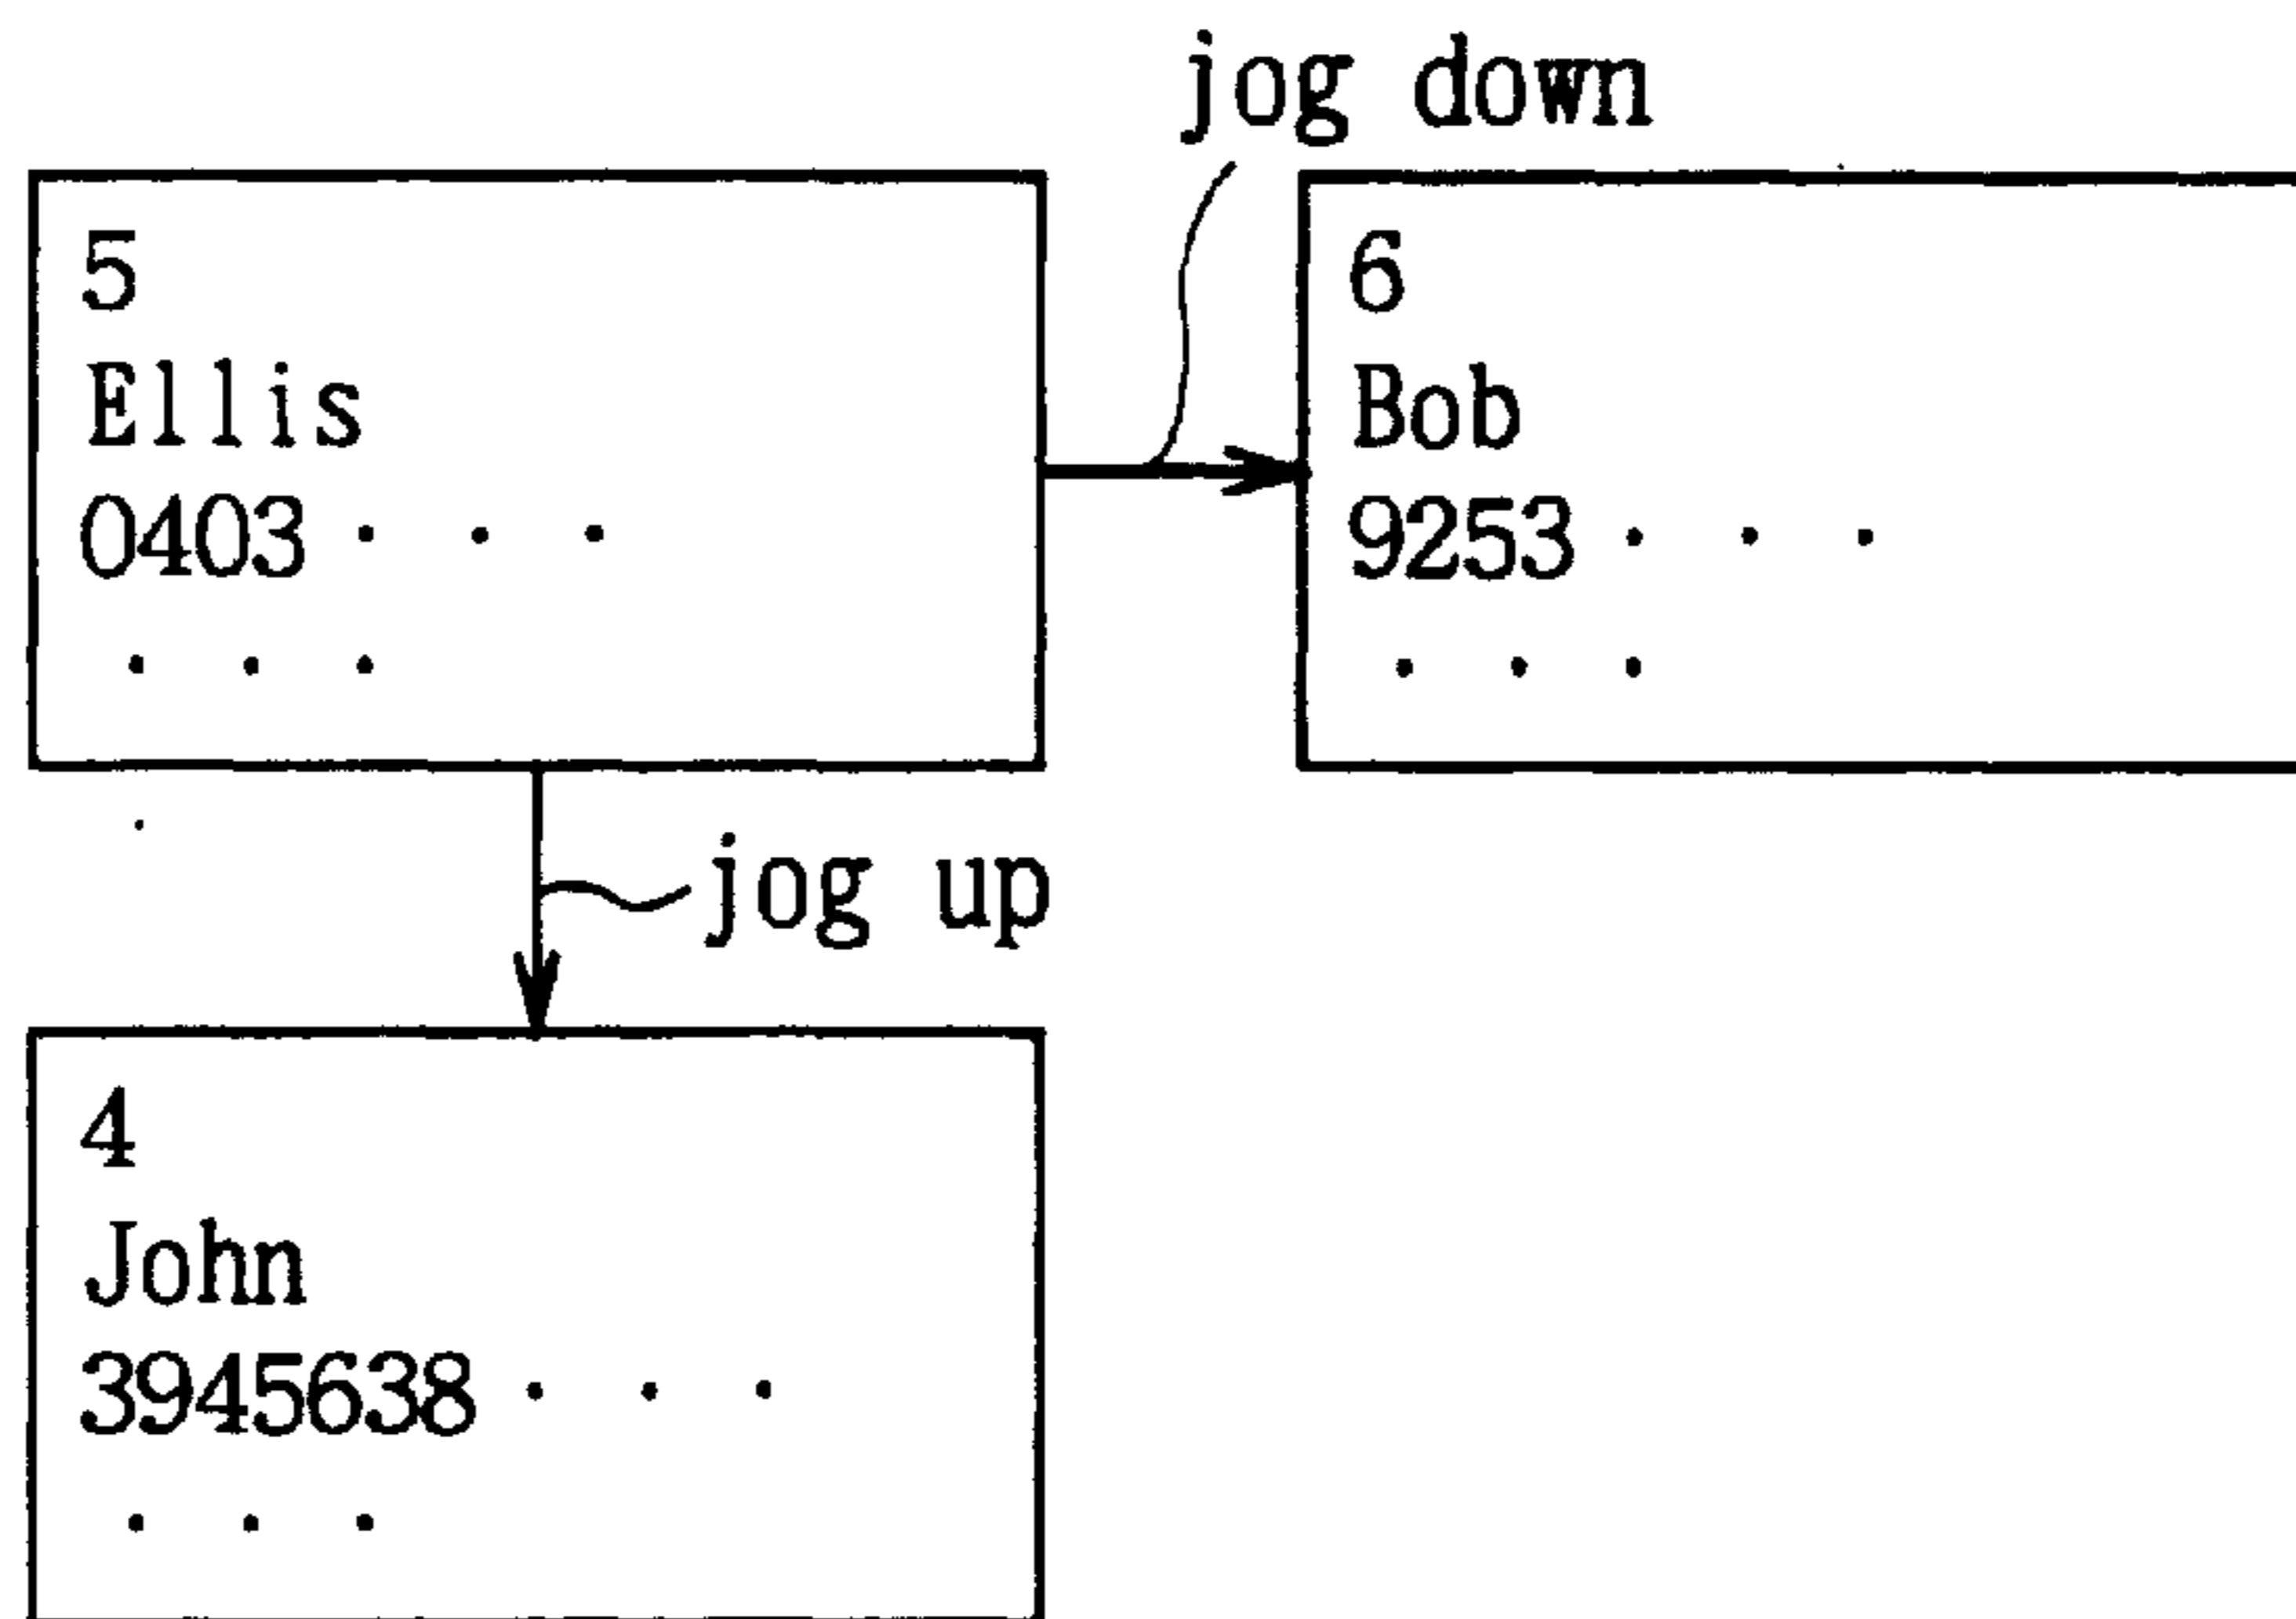 jog down
5
Ellis
0403 · · ·
· · ·
6
Bob
9253 · · ·
· · ·
jog up
4
John
3945638 · · ·
· · ·